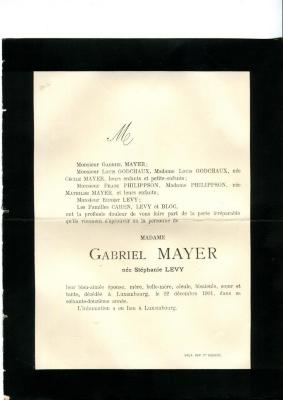 M
Monsieur Gabriel MAYER;
Monsieur Louis GODCHAUX, Madame Louis GODCHAUX, née
Cécile MAYER, leurs enfants et petits-enfants;
Monsieur Franz PHILIPPSON, Madame PHILIPPSON, née
Mathilde MAYER, et leurs enfants;
Monsieur Ernest LEVY;
Les Familles CAHEN, LEVY et BLOC,
ont la profonde douleur de vous faire part de la perte irréparable
qu'ils viennent d'éprouver en la personne de
MADAME
GABRIEL MAYER
née Stéphanie LEVY
leur bien-aimée épouse, mère, belle-mère, aïeule, bisaïeule, sœur et
tante, décédée à Luxembourg, le 22 décembre 1901, dans sa
soixante-douzième année.
L'inhumation a eu lieu à Luxembourg.